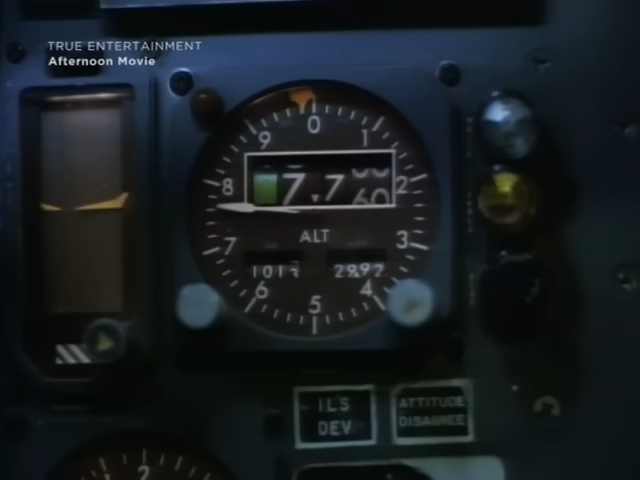 TRUE ENTERTAINMENT
Afternoon Movie
0
9 1
7.7 60
8 2
ALT
7 3
1013 2992
6 4
5
ILS DEV
ATTITUDE DISAGREE
2